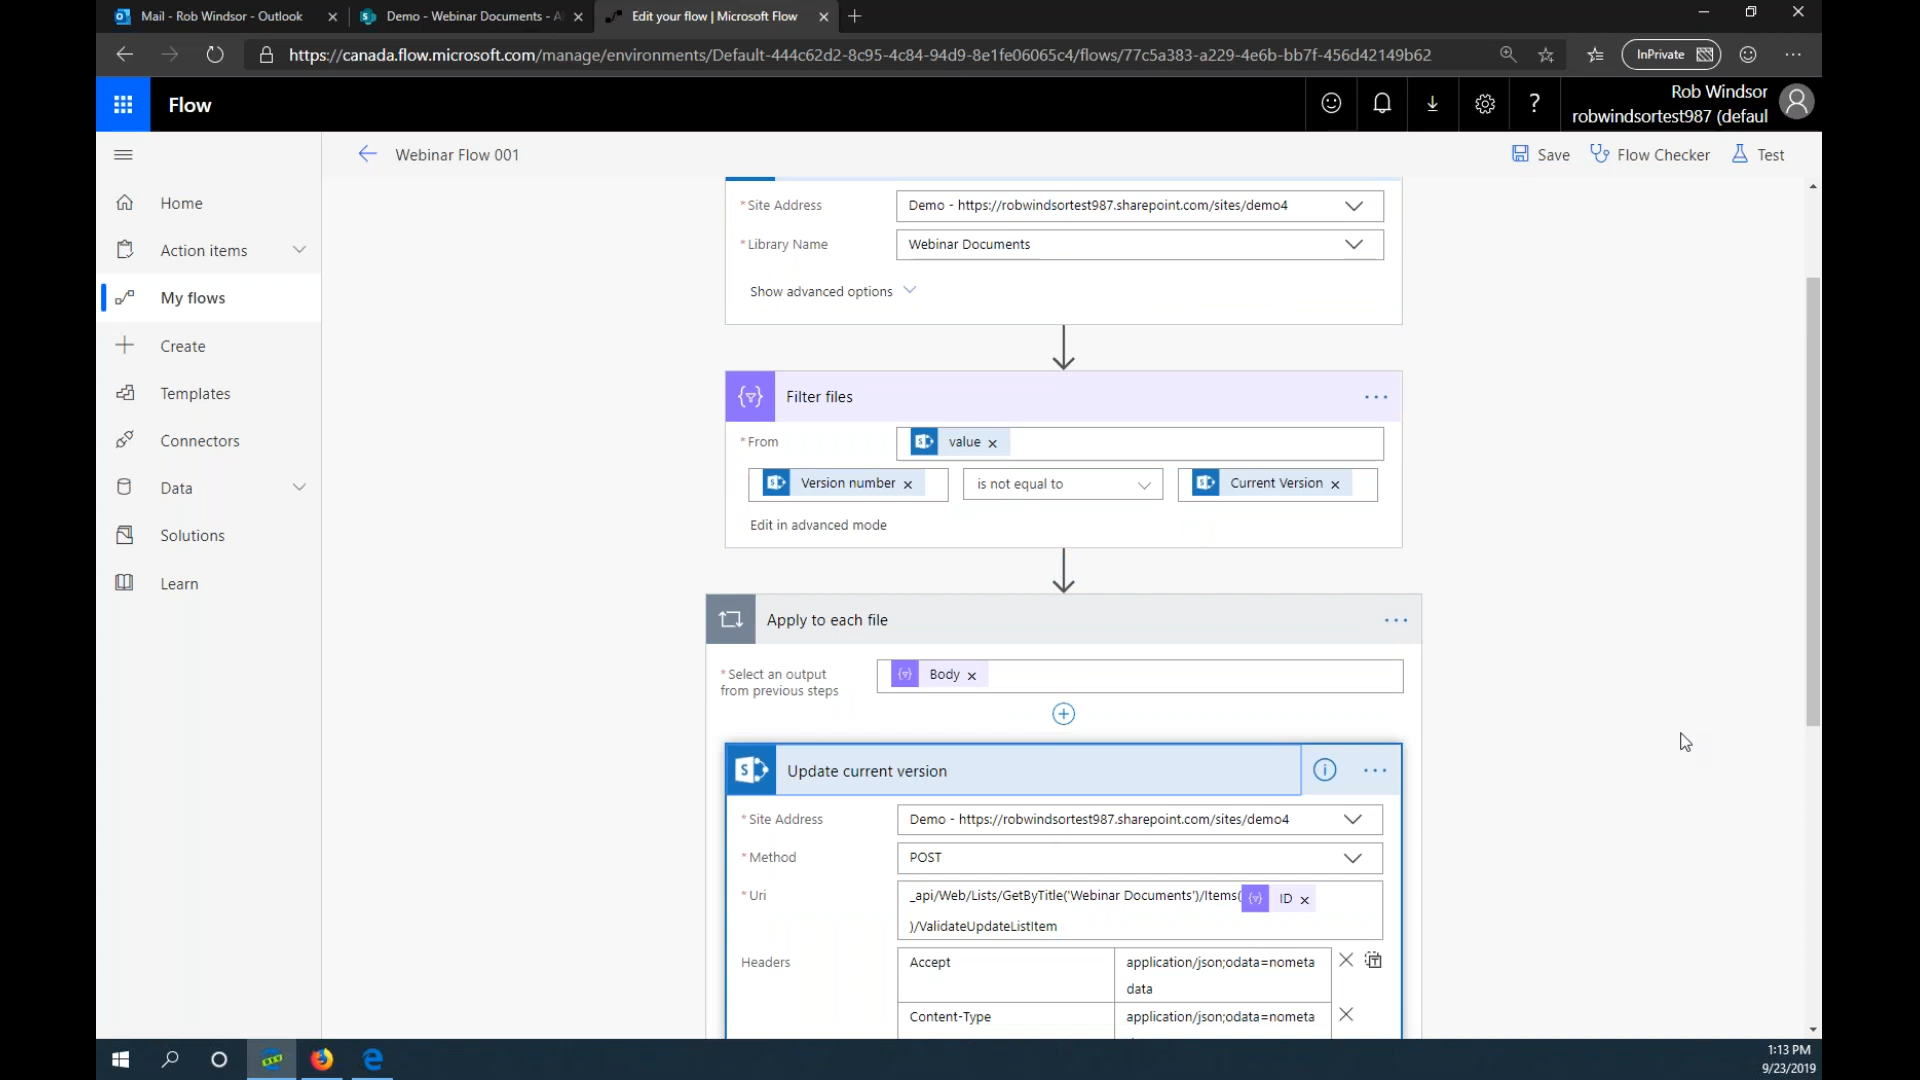 Mail - Rob Windsor - Outlook
Demo - Webinar Documents - A
Edit your flow | Microsoft Flow
https://canada.flow.microsoft.com/manage/environments/Default-444c62d2-8c95-4c84-94d9-8e1fe06065c4/flows/77c5a383-a229-4e6b-bb7f-456d42149b62
InPrivate
Flow
Rob Windsor
robwindsortest987 (defaul
Webinar Flow 001
Save
Flow Checker
Test
Home
Action items
My flows
Create
Templates
Connectors
Data
Solutions
Learn
* Site Address
Demo - https://robwindsortest987.sharepoint.com/sites/demo4
* Library Name
Webinar Documents
Show advanced options
Filter files
* From
value
Version number
is not equal to
Current Version
Edit in advanced mode
Apply to each file
* Select an output
from previous steps
Body
Update current version
* Site Address
Demo - https://robwindsortest987.sharepoint.com/sites/demo4
* Method
POST
* Uri
_api/Web/Lists/GetByTitle('Webinar Documents')/Items( ID
)/ValidateUpdateListItem
Headers
Accept
application/json;odata=nometa
data
Content-Type
application/json;odata=nometa
1:13 PM
9/23/2019